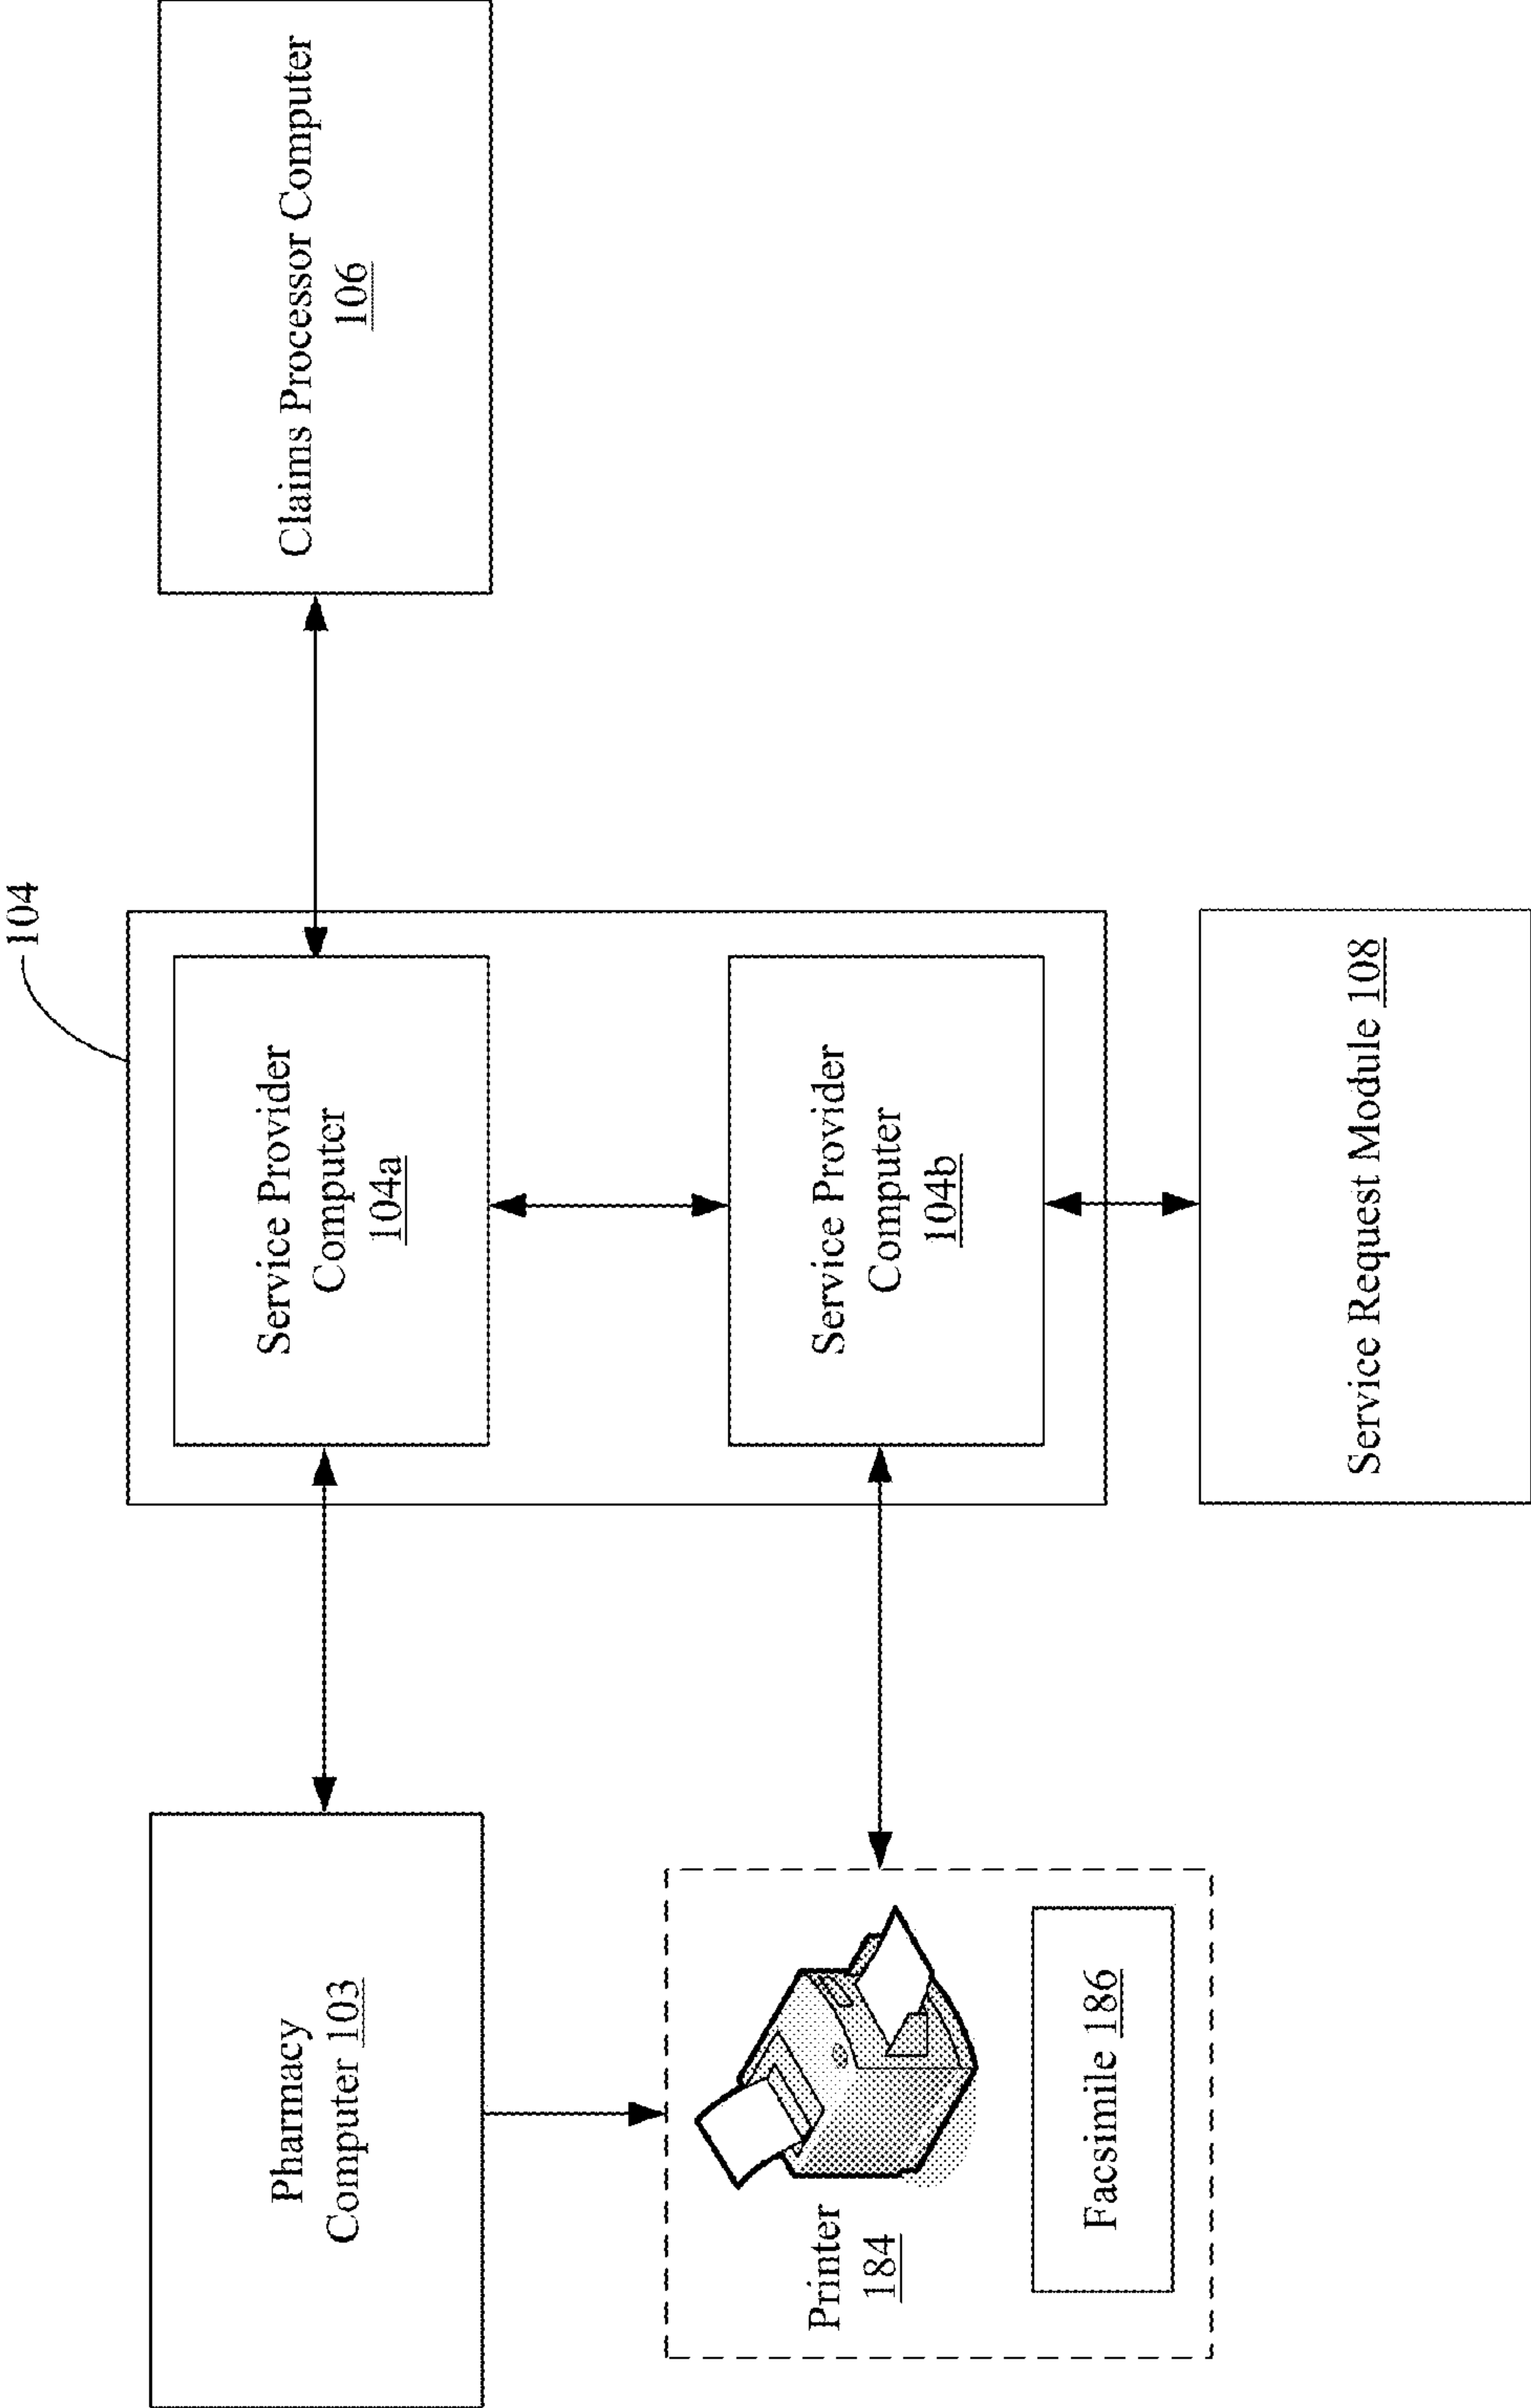 104
Pharmacy
Computer 103
Service Provider
Computer
104a
Claims Processor Computer
106
Printer
184
Facsimile 186
Service Provider
Computer
104b
Service Request Module 108